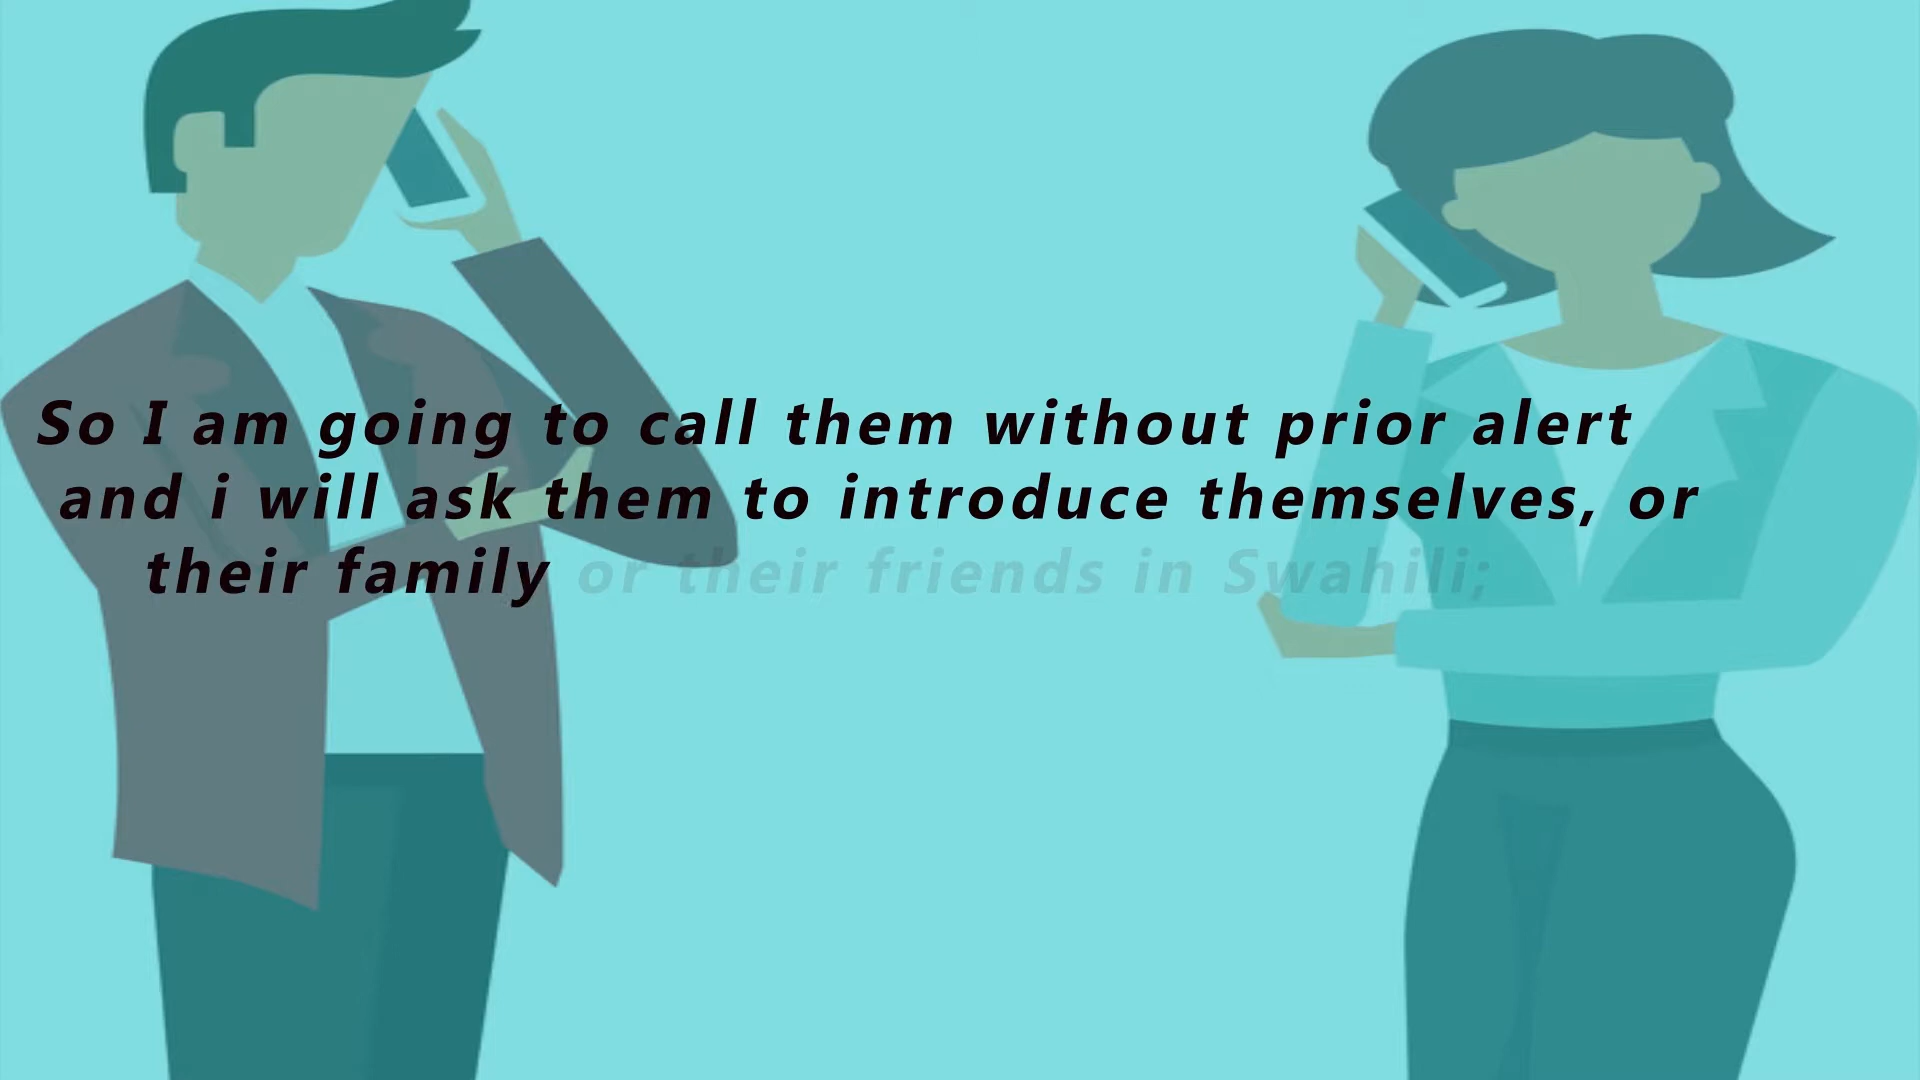 So I am going to call them without prior alert
and i will ask them to introduce themselves, or
their family or their friends in Swahili;